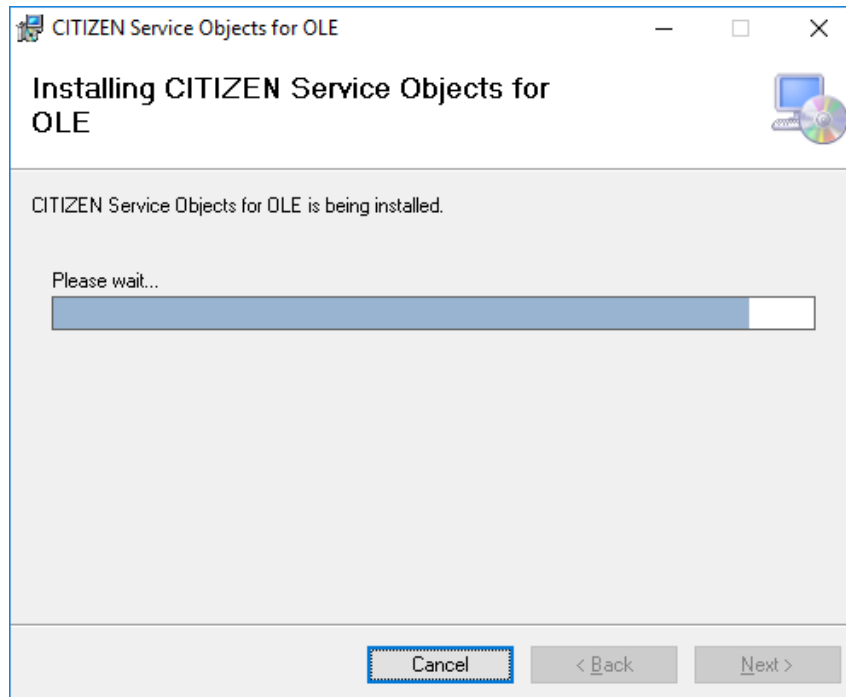 CITIZEN Service Objects for OLE
Installing CITIZEN Service Objects for
OLE
CITIZEN Service Objects for OLE is being installed.
Please wait...
Cancel
< Back
Next >